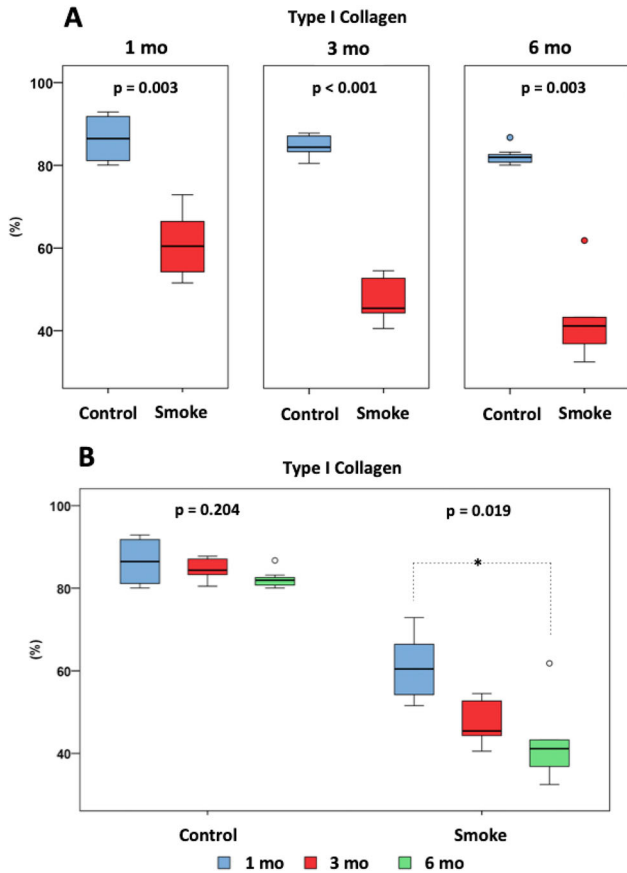 A
Type I Collagen
1 mo 3 mo 6 mo
p = 0.003 p < 0.001 p = 0.003
100
80
(%)
60
40
Control Smoke Control Smoke Control Smoke
B
Type I Collagen
100
p = 0.204 p = 0.019
*
80
(%)
60
40
Control Smoke
1 mo 3 mo 6 mo